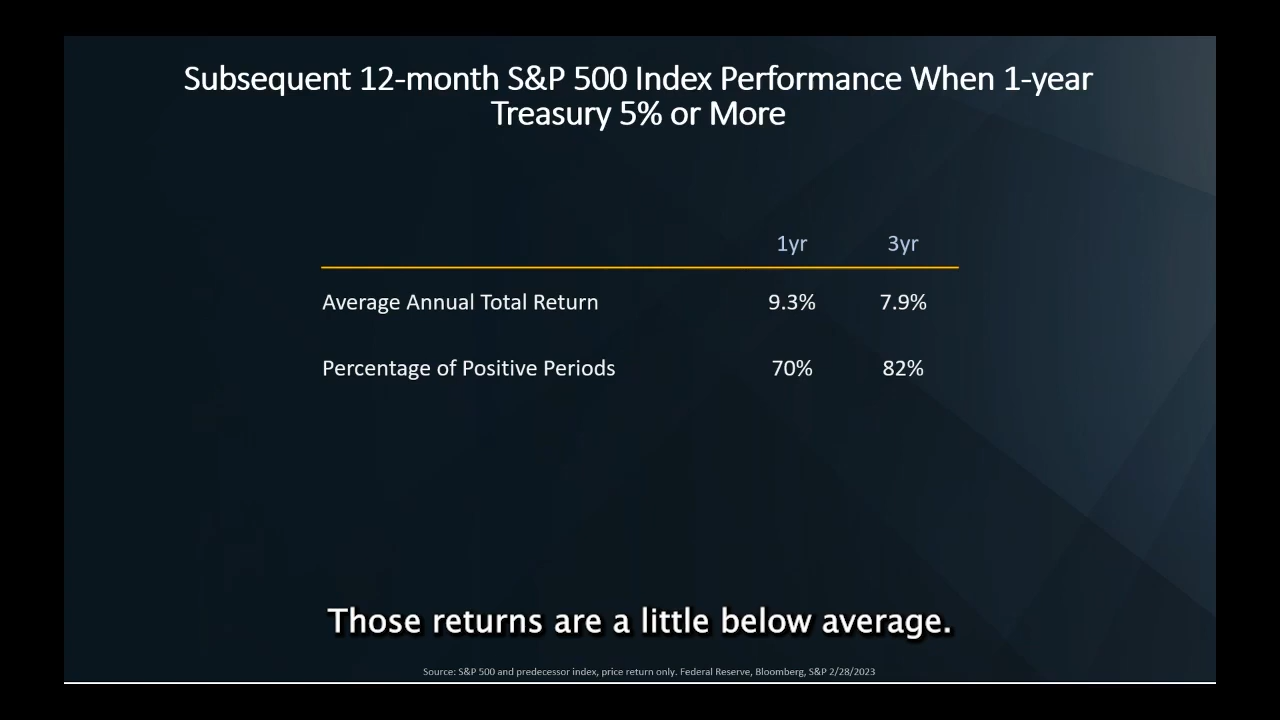 Subsequent 12-month S&P 500 Index Performance When 1-year
Treasury 5% or More
1yr 3yr
Average Annual Total Return 9.3% 7.9%
Percentage of Positive Periods 70% 82%
Those returns are a little below average.
Source: S&P 500 and predecessor index, price return only. Federal Reserve, Bloomberg, S&P 2/28/2023